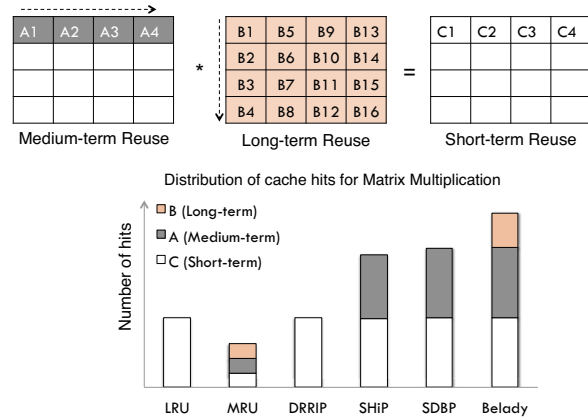 A1 A2 A3 A4 B1 B5 B9 B13 C1 C2 C3 C4
* B2 B6 B10 B14 =
B3 B7 B11 B15
B4 B8 B12 B16
Medium-term Reuse Long-term Reuse Short-term Reuse
Distribution of cache hits for Matrix Multiplication
Number of hits
B (Long-term)
A (Medium-term)
C (Short-term)
LRU MRU DRRIP SHiP SDBP Belady